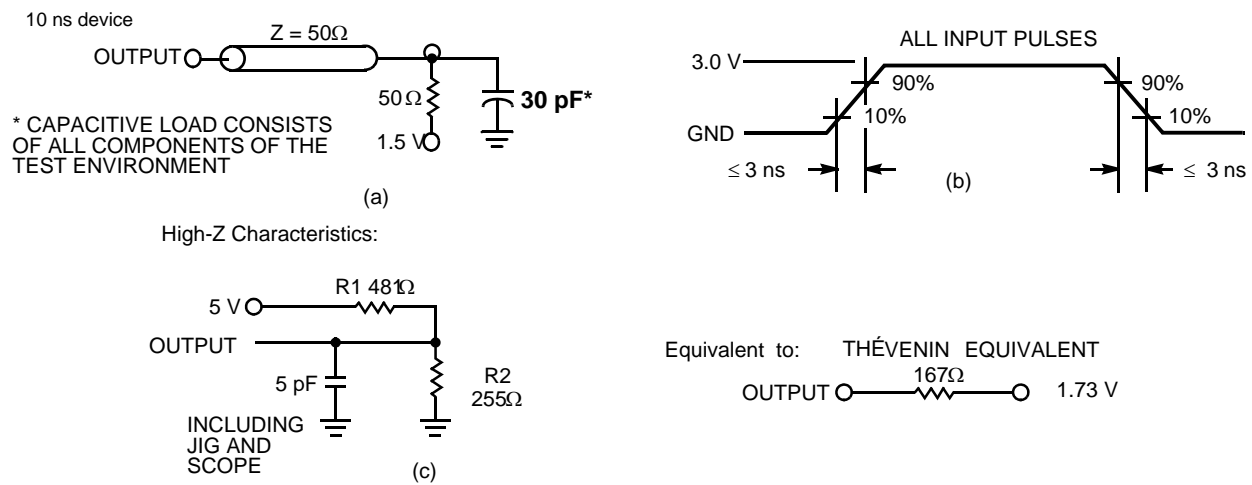 10 ns device
Z = 50Ω
OUTPUT
50Ω
30 pF*
1.5 V
* CAPACITIVE LOAD CONSISTS
OF ALL COMPONENTS OF THE
TEST ENVIRONMENT
(a)
ALL INPUT PULSES
3.0 V
90%
90%
10%
10%
GND
≤ 3 ns
≤ 3 ns
(b)
High-Z Characteristics:
R1 481Ω
5 V
OUTPUT
5 pF
R2
255Ω
INCLUDING
JIG AND
SCOPE
(c)
Equivalent to: THÉVENIN EQUIVALENT
167Ω
OUTPUT
1.73 V